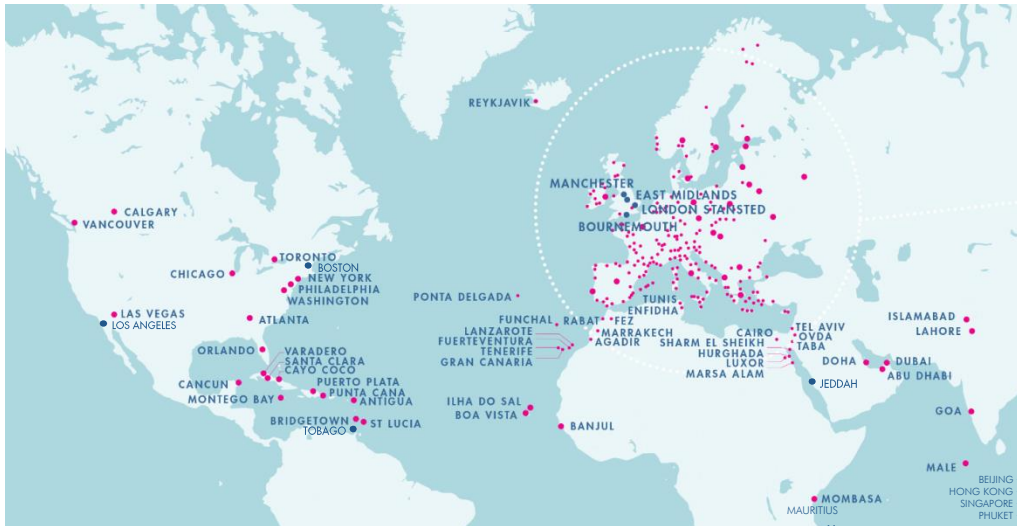 REYKJAVIK
MANCHESTER
EAST MIDLANDS
LONDON STANSTED
BOURNEMOUTH
CALGARY
VANCOUVER
TORONTO
BOSTON
CHICAGO
NEW YORK
PHILADELPHIA
WASHINGTON
LAS VEGAS
LOS ANGELES
ATLANTA
ORLANDO
VARADERO
SANTA CLARA
CAYO COCO
CANCUN
PUERTO PLATA
PUNTA CANA
MONTEGO BAY
ANTIGUA
BRIDGETOWN
ST LUCIA
TOBAGO
PONTA DELGADA
TUNIS
ENFIDHA
FUNCHAL
RABAT
FEZ
LANZAROTE
MARRAKECH
FUERTEVENTURA
AGADIR
TENERIFE
GRAN CANARIA
ILHA DO SAL
BOA VISTA
BANJUL
CAIRO
TEL AVIV
SHARM EL SHEIKH
OVDA
HURGHADA
TABA
LUXOR
MARSA ALAM
JEDDAH
DOHA
DUBAI
ABU DHABI
ISLAMABAD
LAHORE
GOA
MALE
BEIJING
HONG KONG
SINGAPORE
PHUKET
MOMBASA
MAURITIUS